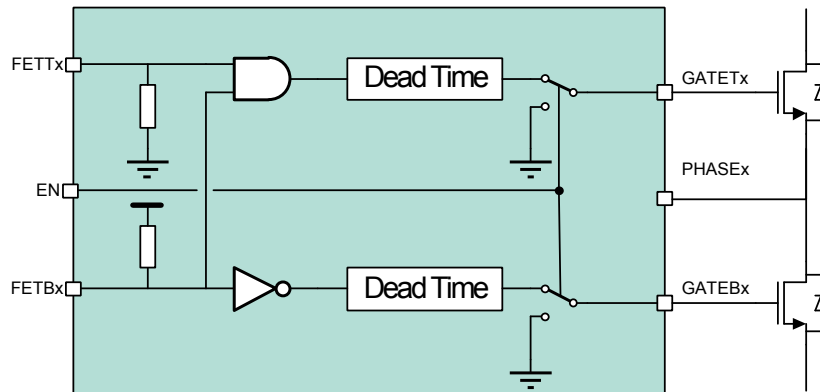 FETTx
Dead Time
GATETx
EN
PHASEx
FETBx
Dead Time
GATEBx